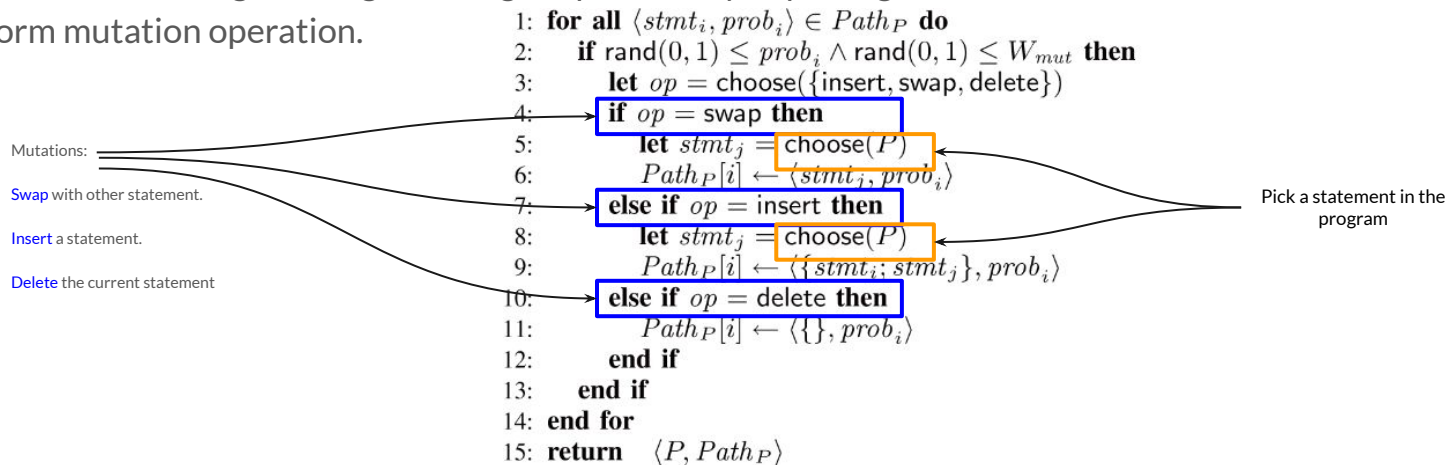 orm mutation operation.
Mutations:
Swap with other statement.
Insert a statement.
Delete the current statement
1: for all ⟨stmt_i, prob_i⟩ ∈ Path_P do
2: if rand(0, 1) ≤ prob_i ∧ rand(0, 1) ≤ W_mut then
3: let op = choose({insert, swap, delete})
4: if op = swap then
5: let stmt_j = choose(P)
6: Path_P[i] ← ⟨stmt_j, prob_i⟩
7: else if op = insert then
8: let stmt_j = choose(P)
9: Path_P[i] ← ⟨{stmt_i; stmt_j}, prob_i⟩
10: else if op = delete then
11: Path_P[i] ← ⟨{}, prob_i⟩
12: end if
13: end if
14: end for
15: return ⟨P, Path_P⟩
Pick a statement in the
program